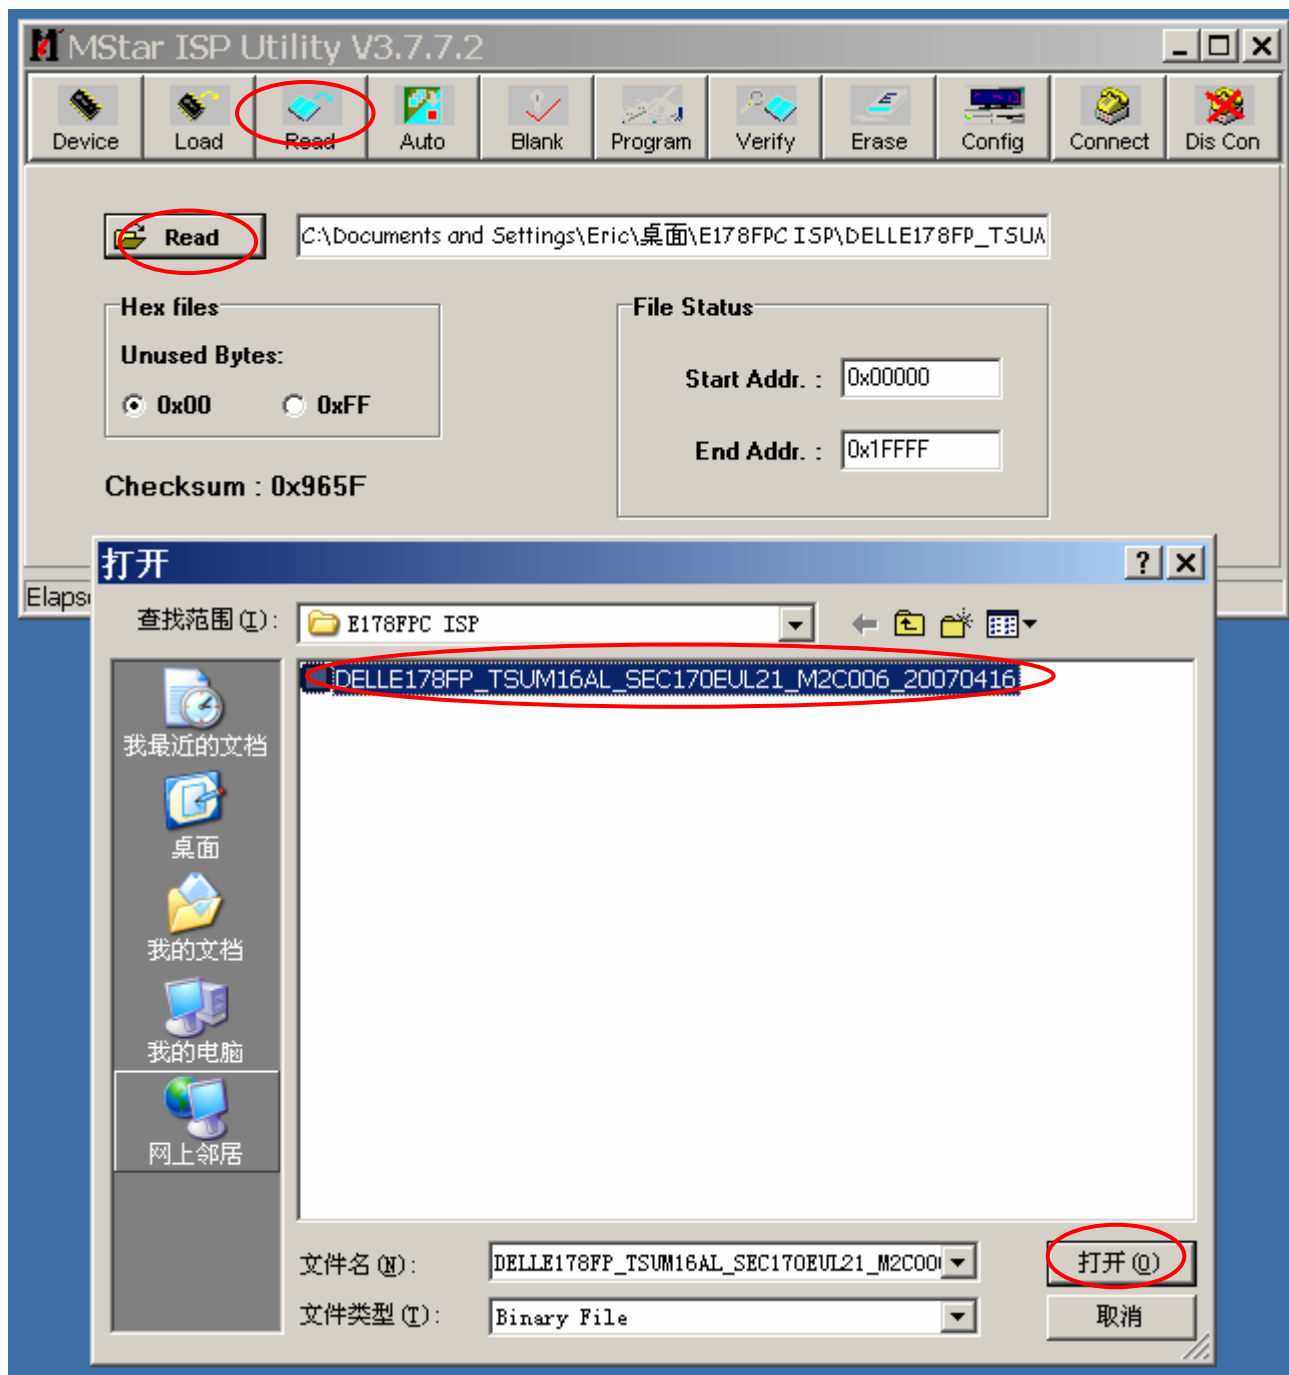 MStar ISP Utility V3.7.7.2
Device Load Read Auto Blank Program Verify Erase Config Connect Dis Con
Read C:\Documents and Settings\Eric\桌面\E178FPC ISP\DELLE178FP_TSUM
Hex files
File Status
Unused Bytes:
Start Addr. : 0x00000
0x00 0xFF
End Addr. : 0x1FFFF
Checksum : 0x965F
打开
查找范围(I): E178FPC ISP
DELLE178FP_TSUM16AL_SEC170EUL21_M2C006_20070416
我最近的文档
桌面
我的文档
我的电脑
网上邻居
文件名(N): DELLE178FP_TSUM16AL_SEC170EUL21_M2C00 打开(O)
文件类型(T): Binary File 取消